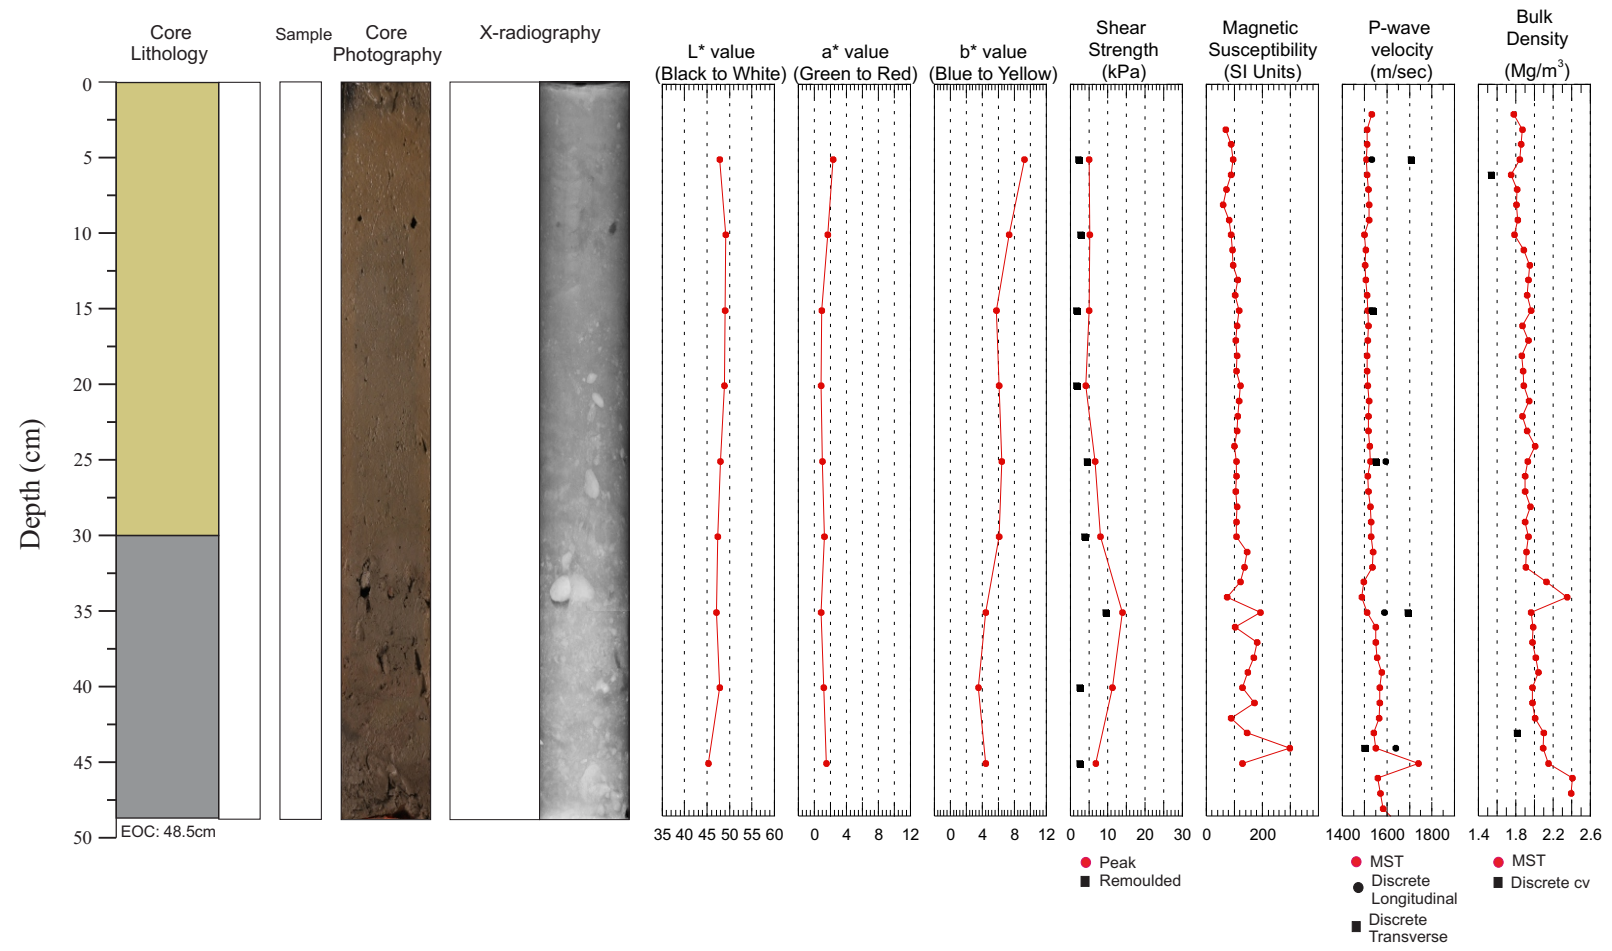 Core
Lithology
Sample
Core
Photography
X-radiography
L* value
(Black to White)
a* value
(Green to Red)
b* value
(Blue to Yellow)
Shear
Strength
(kPa)
Magnetic
Susceptibility
(SI Units)
P-wave
velocity
(m/sec)
Bulk
Density
(Mg/m³)
Depth (cm)
0
5
10
15
20
25
30
35
40
45
50
EOC: 48.5cm
35 40 45 50 55 60
0 4 8 12
0 4 8 12
0 10 20 30
0 200
1400 1600 1800
1.4 1.8 2.2 2.6
Peak
Remoulded
MST
Discrete
Longitudinal
Discrete
Transverse
MST
Discrete cv